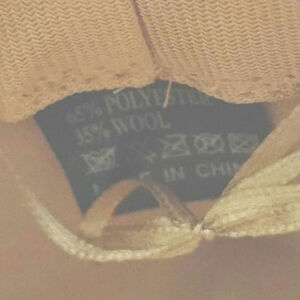 65% POLYESTER
35% WOOL
IN CHINA